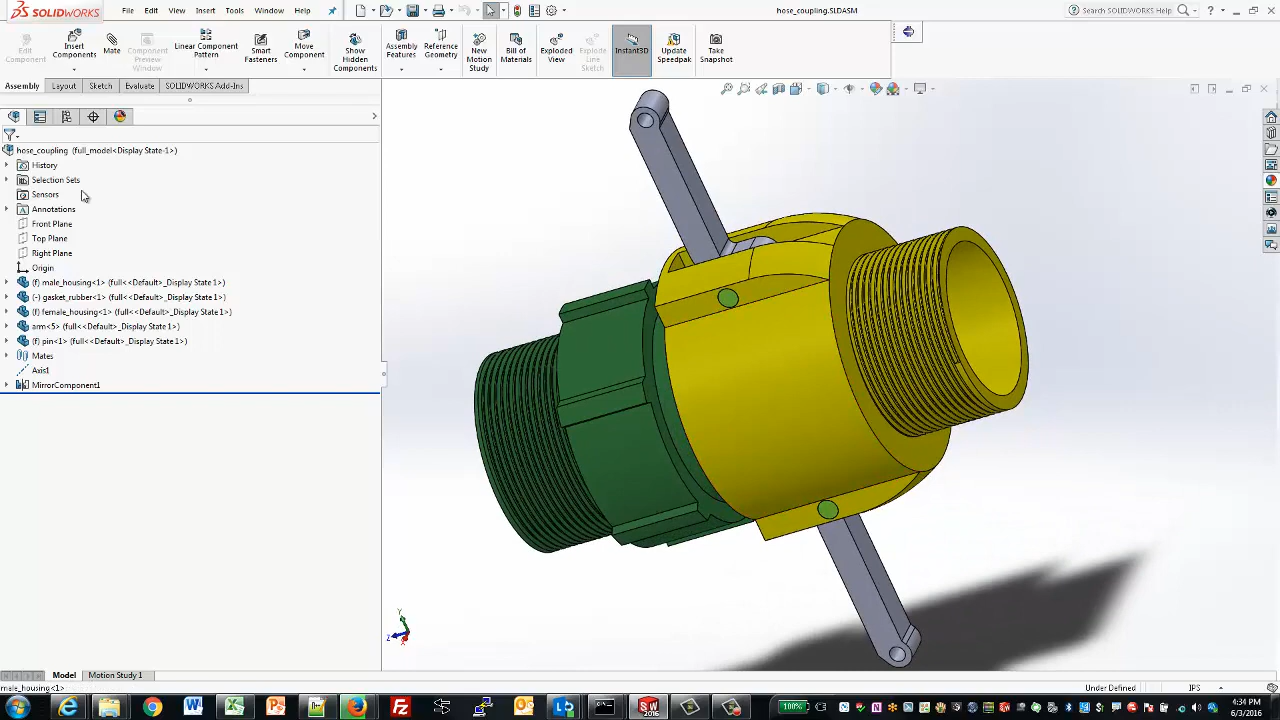 SOLIDWORKS File Edit View Insert Tools Window Help hose_coupling.SLDASM Search SOLIDWORKS Help
Edit Component
Insert Components
Mate
Component Preview Window
Linear Component Pattern
Smart Fasteners
Move Component
Show Hidden Components
Assembly Features
Reference Geometry
New Motion Study
Bill of Materials
Exploded View
Explode Line Sketch
Instant3D
Update Speedpak
Take Snapshot
Assembly Layout Sketch Evaluate SOLIDWORKS Add-Ins
hose_coupling (full_model<Display State-1>)
History
Selection Sets
Sensors
Annotations
Front Plane
Top Plane
Right Plane
Origin
(f) male_housing<1> (full<<Default>_Display State 1>)
(-) gasket_rubber<1> (full<<Default>_Display State 1>)
(f) female_housing<1> (full<<Default>_Display State 1>)
arm<5> (full<<Default>_Display State 1>)
(f) pin<1> (full<<Default>_Display State 1>)
Mates
Axis1
MirrorComponent1
Y
Z
X
Model Motion Study 1
male_housing<1> Under Defined IPS
100% 4:34 PM
6/3/2016